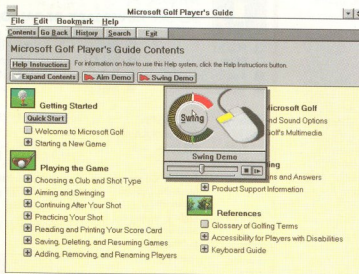 Microsoft Golf Player's Guide
File Edit Bookmark Help
Contents Go Back History Search Exit
Microsoft Golf Player's Guide Contents
Help Instructions For information on how to use this Help system, click the Help Instructions button.
Expand Contents Aim Demo Swing Demo
Getting Started
Quick Start
Welcome to Microsoft Golf
Starting a New Game
Playing the Game
Choosing a Club and Shot Type
Aiming and Swinging
Continuing After Your Shot
Practicing Your Shot
Reading and Printing Your Score Card
Saving, Deleting, and Resuming Games
Adding, Removing, and Renaming Players
Swing
Swing Demo
Microsoft Golf
nd Sound Options
olf's Multimedia
ing
ns and Answers
Product Support Information
References
Glossary of Golfing Terms
Accessibility for Players with Disabilities
Keyboard Guide